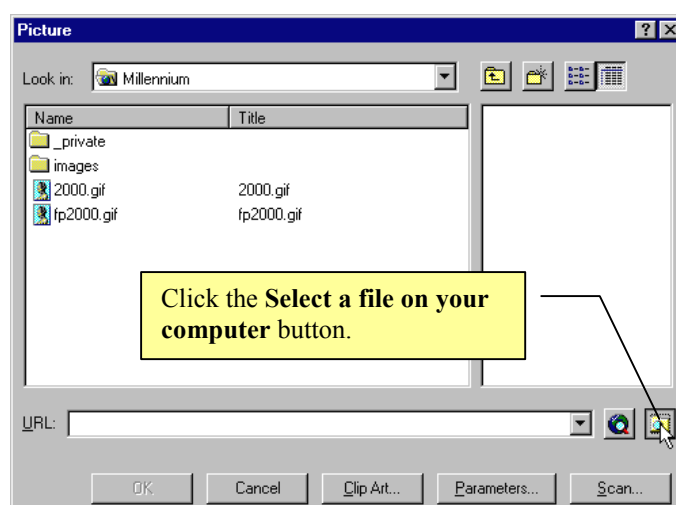 Picture
Look in: Millennium
Name Title
_private
images
2000.gif 2000.gif
fp2000.gif fp2000.gif
Click the Select a file on your
computer button.
URL:
OK Cancel Clip Art... Parameters... Scan...